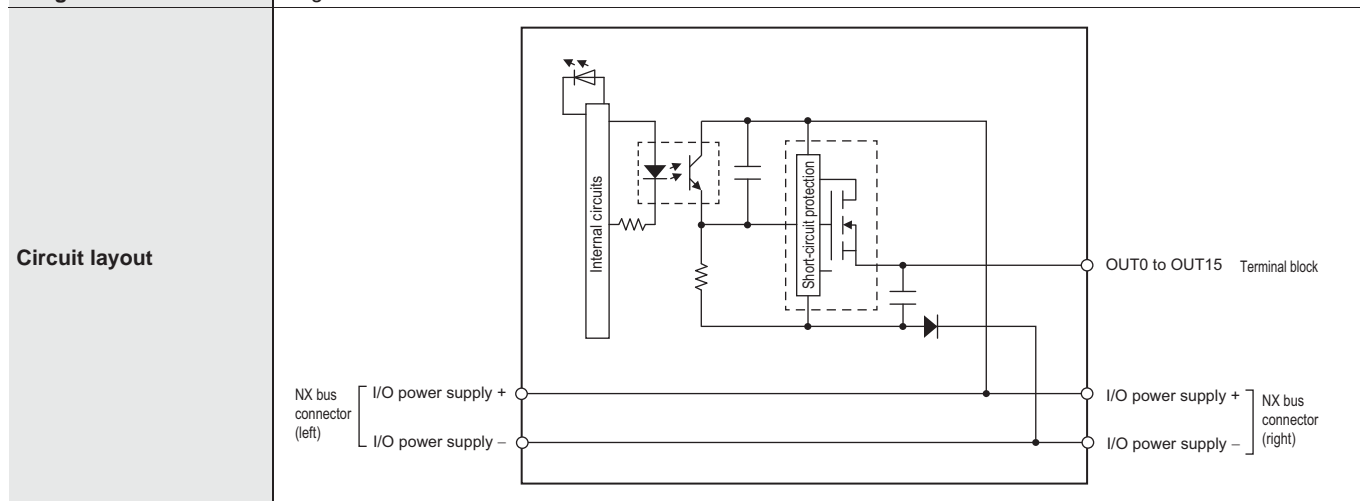 Circuit layout
Internal circuits
Short-circuit protection
OUT0 to OUT15 Terminal block
NX bus
connector
(left)
I/O power supply +
I/O power supply −
I/O power supply +
I/O power supply −
NX bus
connector
(right)